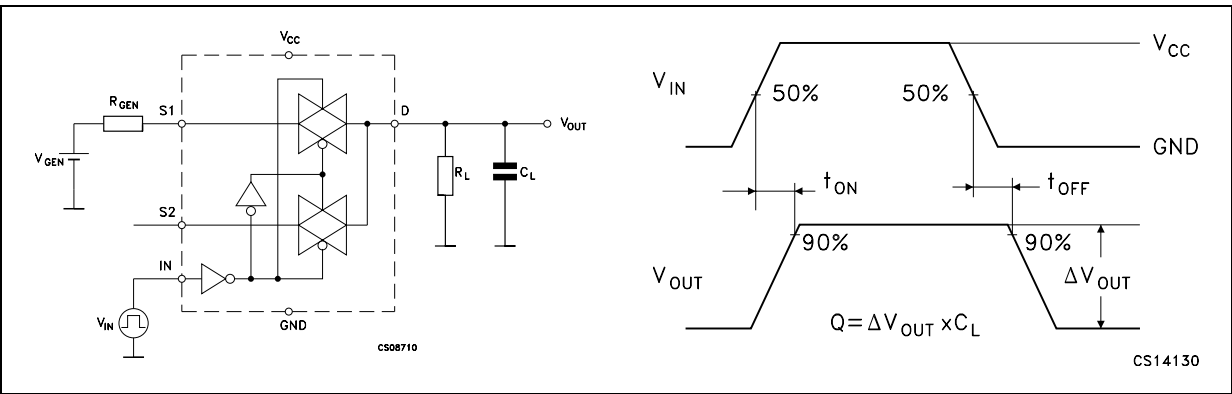 VCC
RGEN
S1
D
VOUT
VGEN
RL
CL
S2
IN
VIN
GND
CS08710
VCC
VIN
50%
50%
GND
tON
tOFF
90%
90%
VOUT
ΔVOUT
Q=ΔVOUT xCL
CS14130